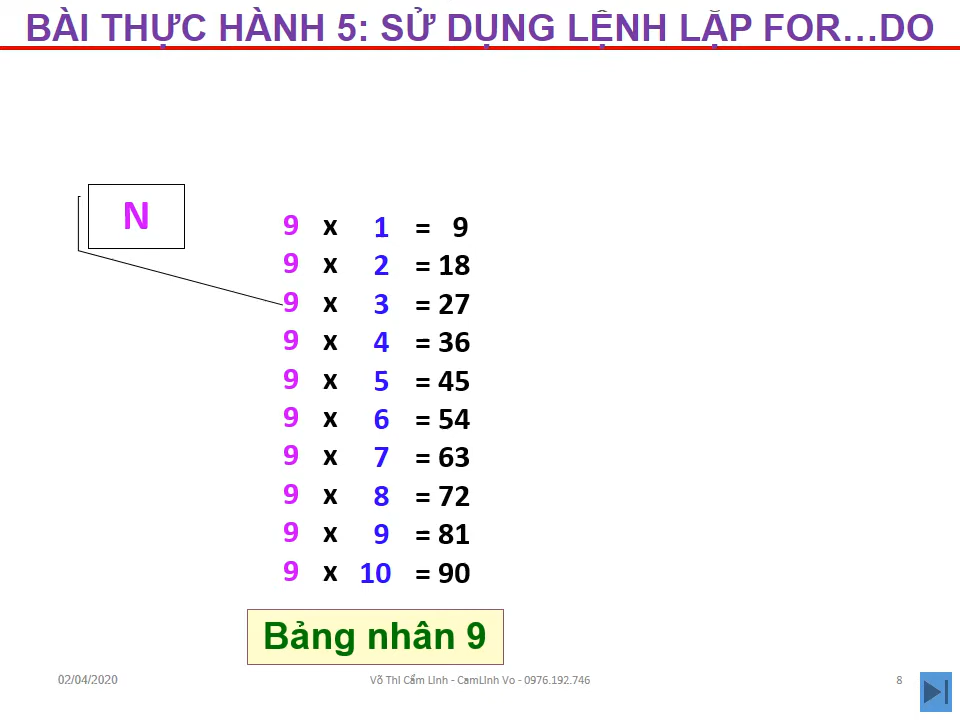 BÀI THỰC HÀNH 5: SỬ DỤNG LỆNH LẶP FOR...DO
N
9 x 1 = 9
9 x 2 = 18
9 x 3 = 27
9 x 4 = 36
9 x 5 = 45
9 x 6 = 54
9 x 7 = 63
9 x 8 = 72
9 x 9 = 81
9 x 10 = 90
Bảng nhân 9
02/04/2020
Võ Thị Cẩm Linh - CamLinh Vo - 0976.192.746
8